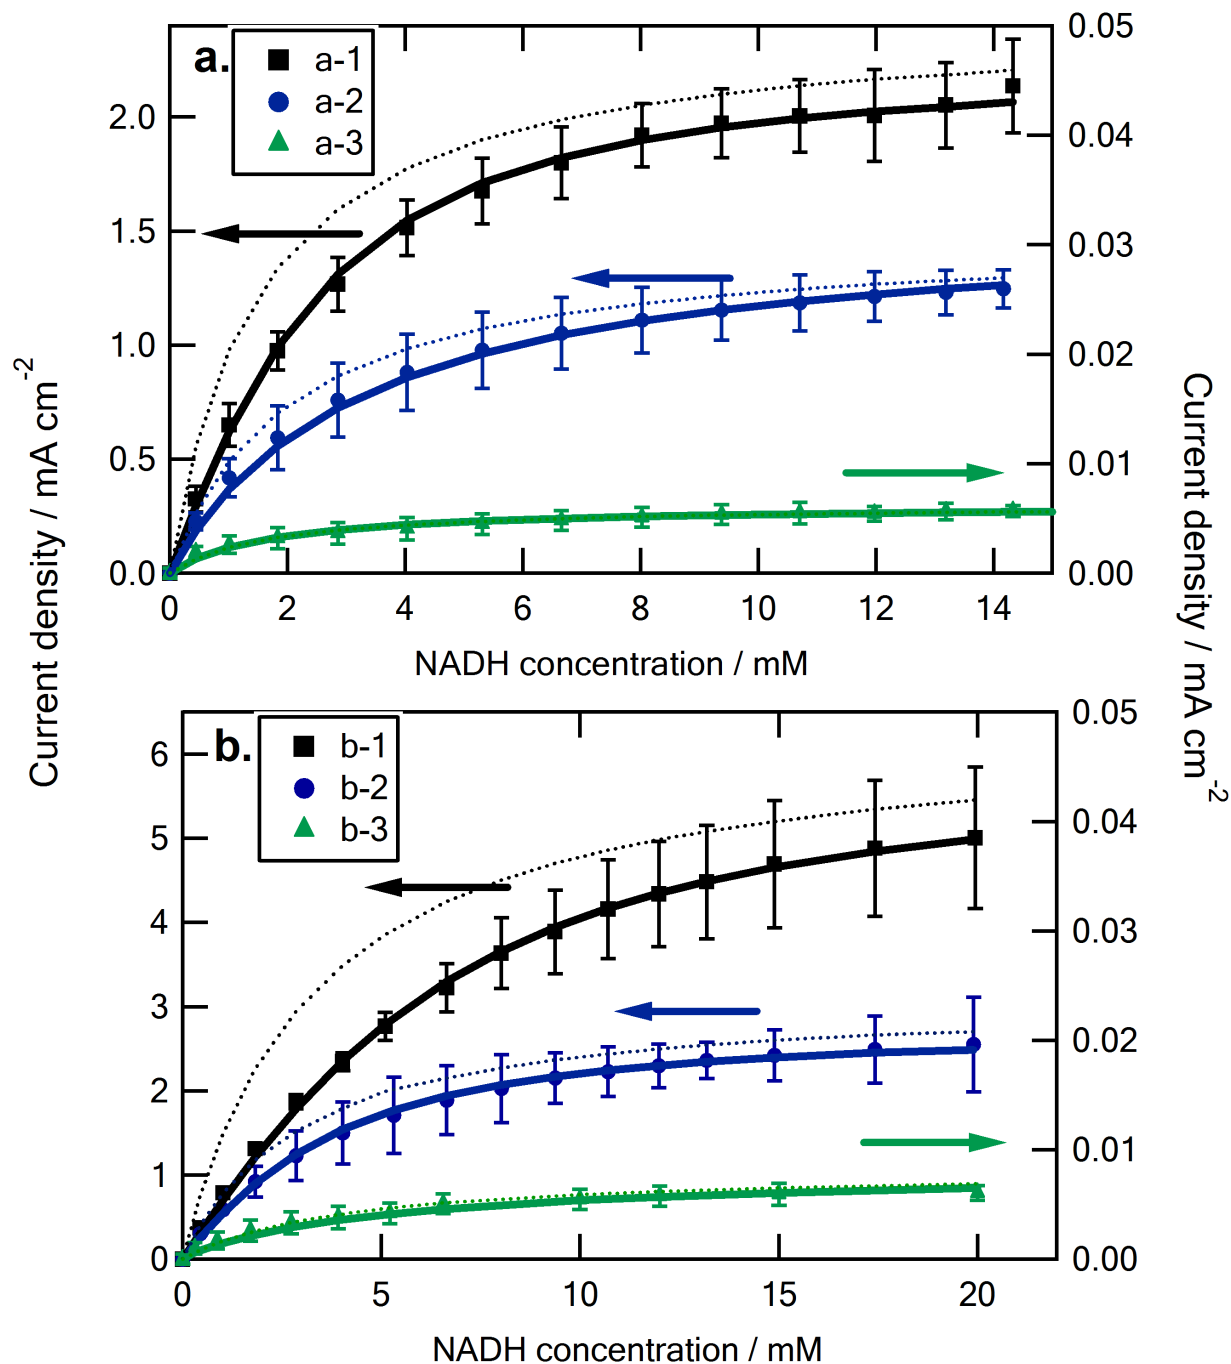 a.
a-1
a-2
a-3
2.0
1.5
1.0
0.5
0.0
0.05
0.04
0.03
0.02
0.01
0.00
0 2 4 6 8 10 12 14
NADH concentration / mM
Current density / mA cm-2
Current density / mA cm-2
b.
b-1
b-2
b-3
6
5
4
3
2
1
0
0.05
0.04
0.03
0.02
0.01
0.00
0 5 10 15 20
NADH concentration / mM